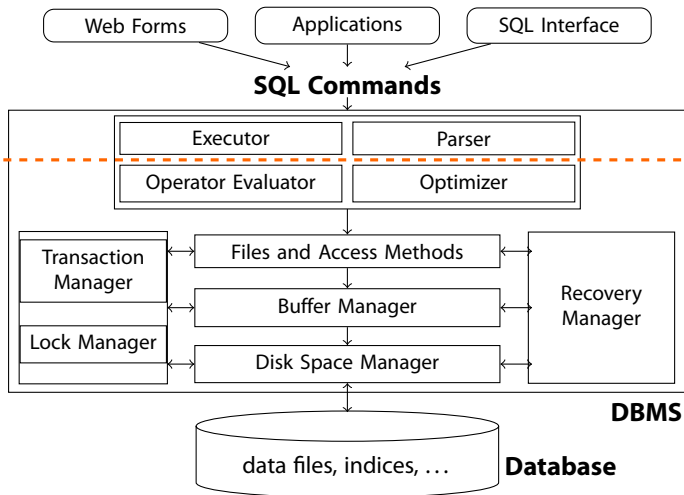 Web Forms
Applications
SQL Interface
SQL Commands
Executor
Parser
Operator Evaluator
Optimizer
Transaction
Manager
Lock Manager
Files and Access Methods
Buffer Manager
Disk Space Manager
Recovery
Manager
DBMS
data files, indices, …
Database